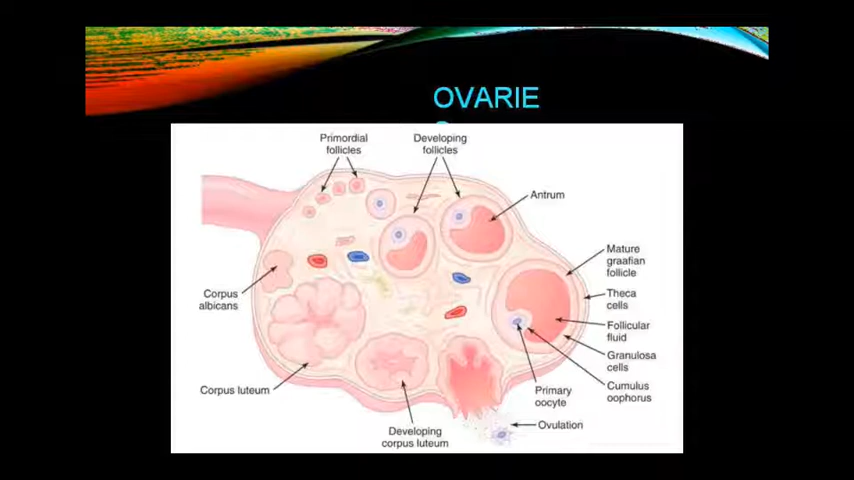 OVARIE
Primordial
follicles
Developing
follicles
Antrum
Mature
graafian
follicle
Theca
cells
Follicular
fluid
Granulosa
cells
Cumulus
oophorus
Primary
oocyte
Ovulation
Developing
corpus luteum
Corpus luteum
Corpus
albicans